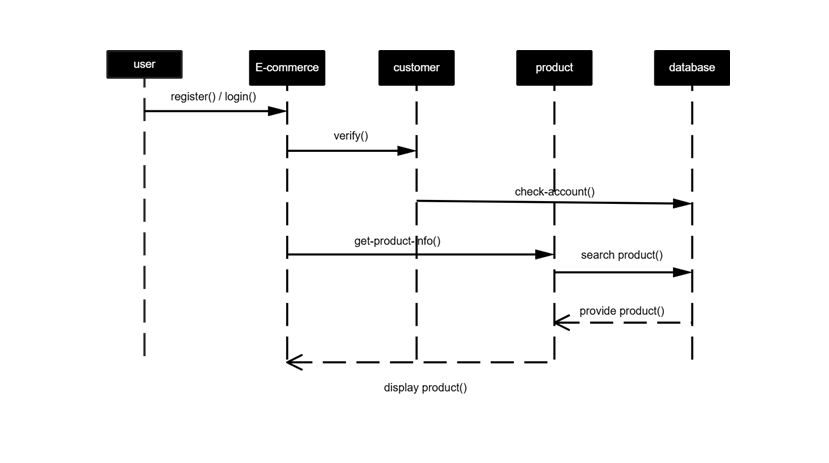 user
E-commerce
customer
product
database
register() / login()
verify()
check-account()
get-product-info()
search product()
provide product()
display product()